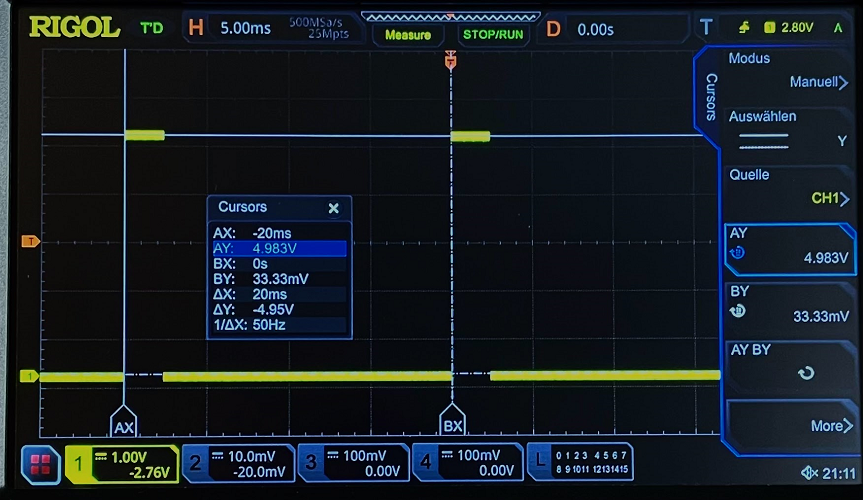 RIGOL T'D H 5.00ms 500MSa/s 25Mpts Measure STOP/RUN D 0.00s T 1 2.80V A
T
Cursors
Modus
Manuell
Auswählen
Y
Quelle
CH1
AY
4.983V
BY
33.33mV
AY BY
More
Cursors
AX: -20ms
AY: 4.983V
BX: 0s
BY: 33.33mV
ΔX: 20ms
ΔY: -4.95V
1/ΔX: 50Hz
T
1
AX
BX
1 1.00V -2.76V
2 10.0mV -20.0mV
3 100mV 0.00V
4 100mV 0.00V
L 0 1 2 3 4 5 6 7
8 9 10 11 12 13 14 15
21:11